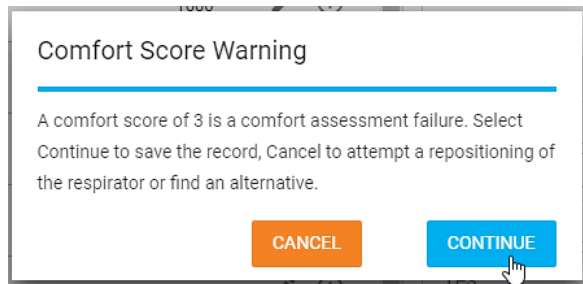 1000
Comfort Score Warning
A comfort score of 3 is a comfort assessment failure. Select
Continue to save the record, Cancel to attempt a repositioning of
the respirator or find an alternative.
CANCEL CONTINUE